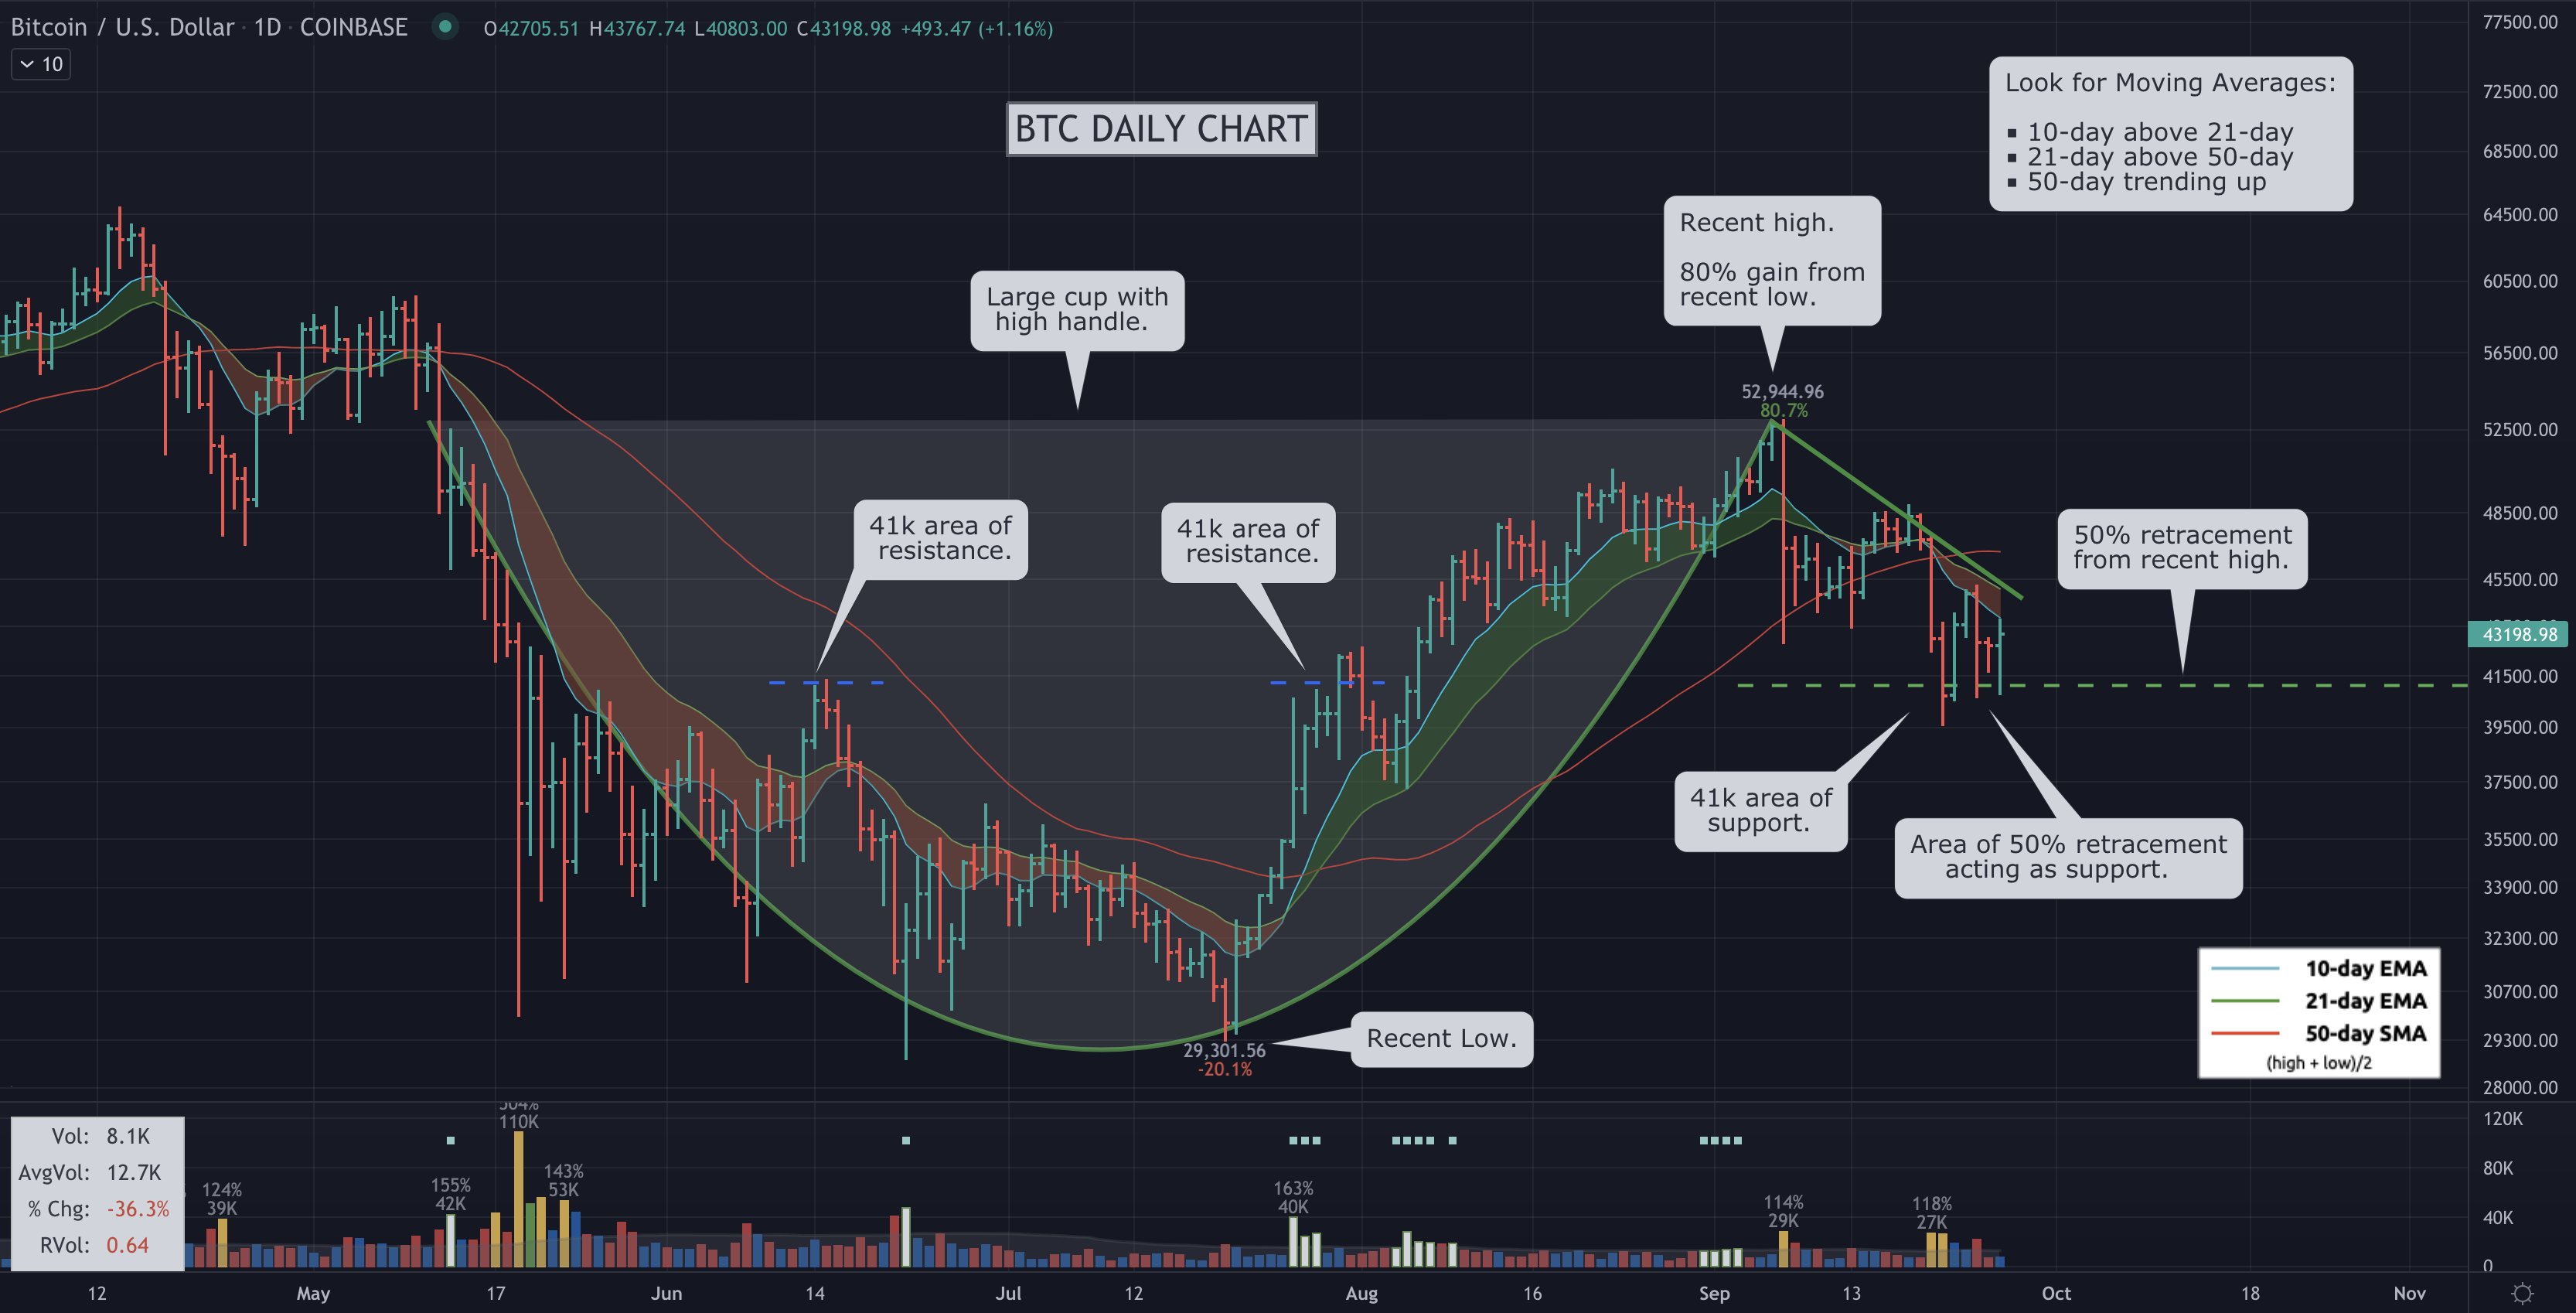 Bitcoin / U.S. Dollar · 1D · COINBASE O42705.51 H43767.74 L40803.00 C43198.98 +493.47 (+1.16%)
10
BTC DAILY CHART
Look for Moving Averages:
▪ 10-day above 21-day
▪ 21-day above 50-day
▪ 50-day trending up
Recent high.
80% gain from
recent low.
Large cup with
high handle.
52,944.96
80.7%
41k area of
resistance.
41k area of
resistance.
50% retracement
from recent high.
41k area of
support.
Area of 50% retracement
acting as support.
Recent Low.
29,301.56
-20.1%
10-day EMA
21-day EMA
50-day SMA
(high + low)/2
77500.00
72500.00
68500.00
64500.00
60500.00
56500.00
52500.00
48500.00
45500.00
43198.98
41500.00
39500.00
37500.00
35500.00
33900.00
32300.00
30700.00
29300.00
28000.00
120K
80K
40K
0
Vol: 8.1K
AvgVol: 12.7K
% Chg: -36.3%
RVol: 0.64
124%
39K
155%
42K
110K
143%
53K
163%
40K
114%
29K
118%
27K
12 May 17 Jun 14 Jul 12 Aug 16 Sep 13 Oct 18 Nov